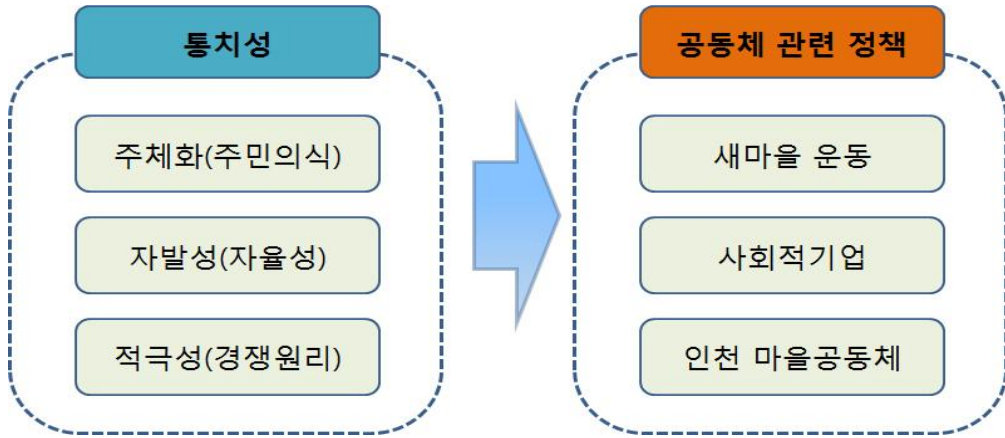 통치성
주체화(주민의식)
자발성(자율성)
적극성(경쟁원리)
공동체 관련 정책
새마을 운동
사회적기업
인천 마을공동체